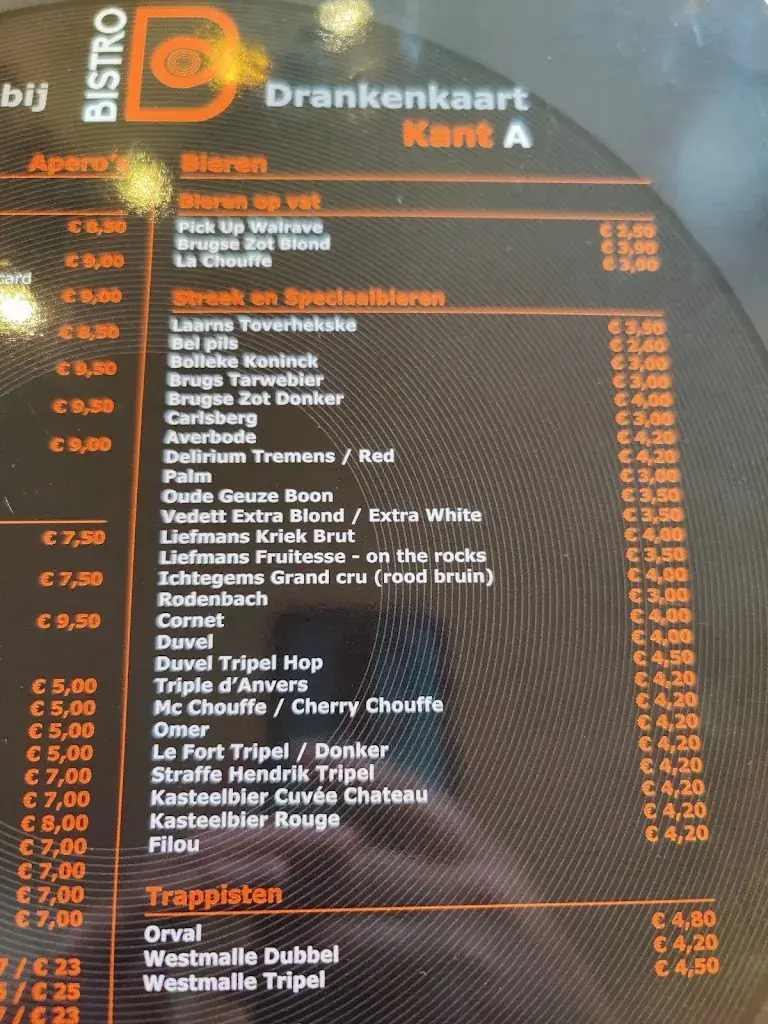 bij
BISTRO
Drankenkaart
Kant A
Apero's
€ 8,50
€ 9,00
card
€ 9,00
€ 8,50
€ 9,50
€ 9,50
€ 9,00
€ 7,50
€ 7,50
€ 9,50
€ 5,00
€ 5,00
€ 5,00
€ 5,00
€ 7,00
€ 7,00
€ 8,00
€ 7,00
€ 7,00
€ 7,00
€ 7,00
/ € 23
/ € 25
/ € 23
Bieren
Bieren op vat
Pick Up Walrave € 2,50
Brugse Zot Blond € 3,90
La Chouffe € 3,00
Streek en Speciaalbieren
Laarns Toverhekske € 3,50
Bel pils € 2,60
Bolleke Koninck € 3,00
Brugs Tarwebier € 3,00
Brugse Zot Donker € 4,00
Carlsberg € 3,00
Averbode € 4,20
Delirium Tremens / Red € 4,20
Palm € 3,00
Oude Geuze Boon € 3,50
Vedett Extra Blond / Extra White € 3,50
Liefmans Kriek Brut € 4,00
Liefmans Fruitesse - on the rocks € 3,50
Ichtegems Grand cru (rood bruin) € 4,00
Rodenbach € 3,00
Cornet € 4,00
Duvel € 4,00
Duvel Tripel Hop € 4,50
Triple d'Anvers € 4,20
Mc Chouffe / Cherry Chouffe € 4,20
Omer € 4,20
Le Fort Tripel / Donker € 4,20
Straffe Hendrik Tripel € 4,20
Kasteelbier Cuvée Chateau € 4,20
Kasteelbier Rouge € 4,20
Filou € 4,20
Trappisten
Orval € 4,80
Westmalle Dubbel € 4,20
Westmalle Tripel € 4,50